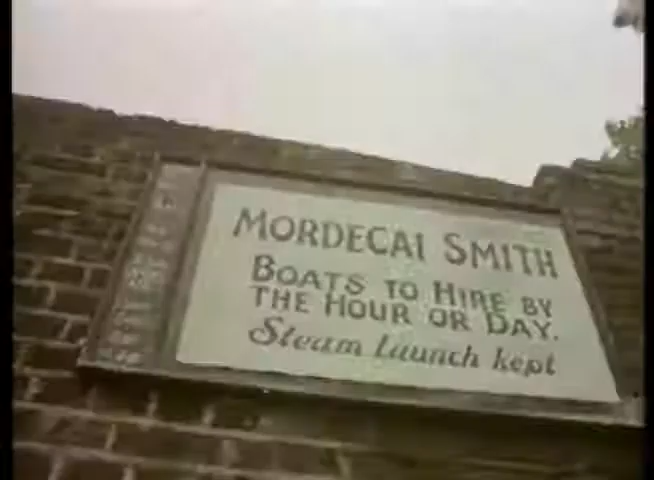 MORDECAI SMITH
BOATS TO HIRE BY
THE HOUR OR DAY.
Steam Launch kept